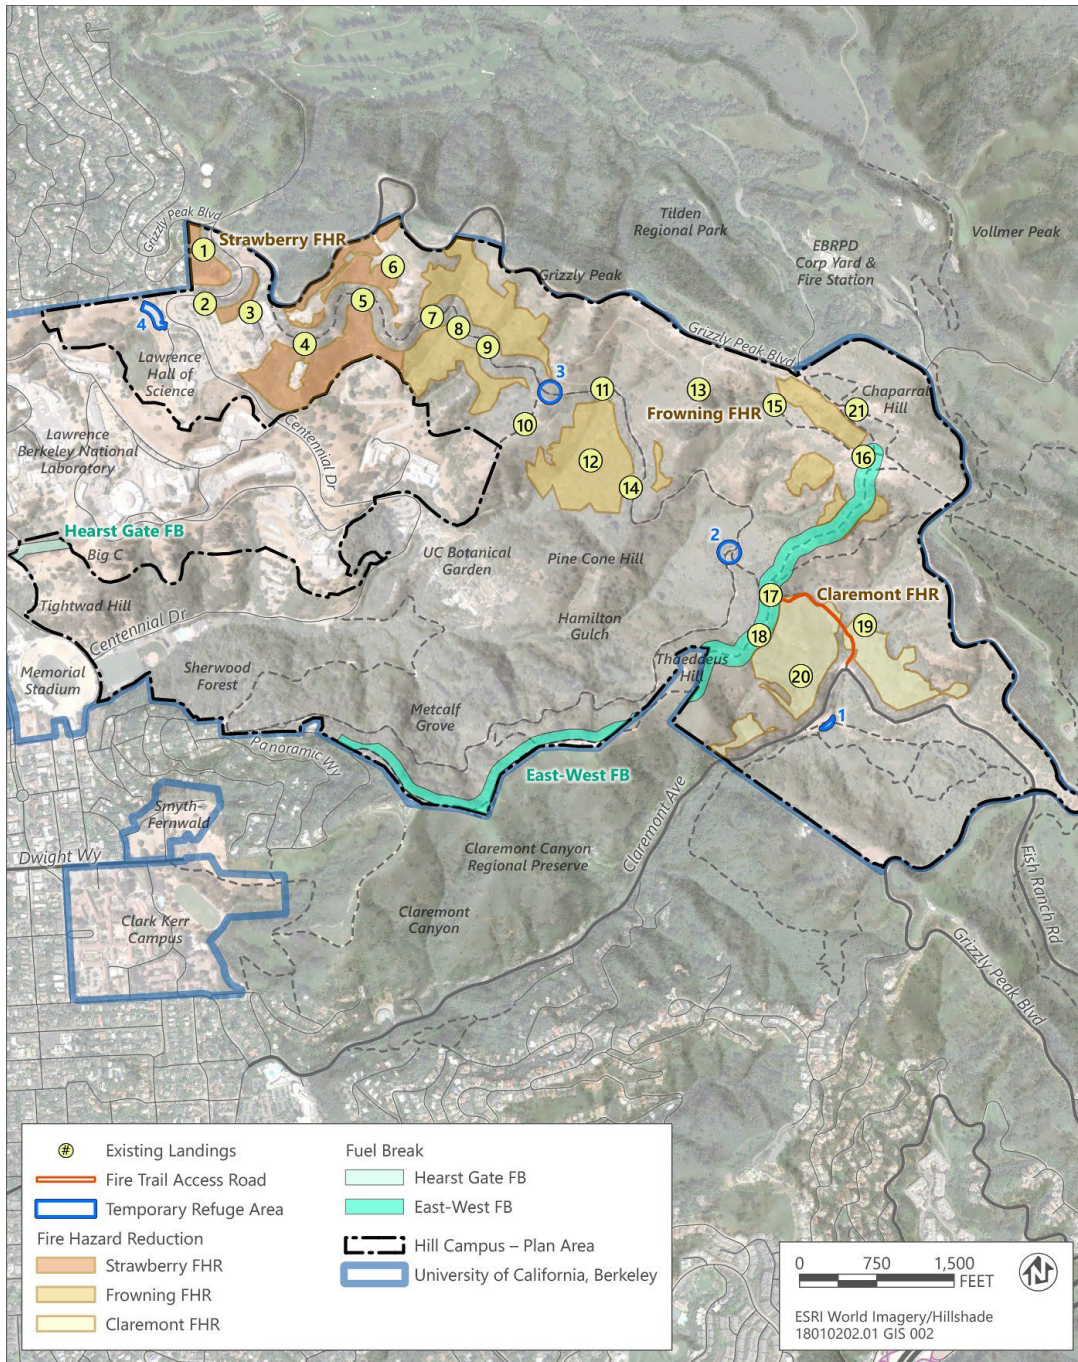 Grizzly Peak Blvd
Strawberry FHR
Tilden
Regional Park
Vollmer Peak
EBRPD
Corp Yard &
Fire Station
1
6
Grizzly Peak
2
3
5
4
Lawrence
Hall of
Science
4
7
8
9
Grizzly Peak Blvd
3
11
13
Chaparral
Hill
15
21
Frowning FHR
10
Centennial Dr
Lawrence
Berkeley National
Laboratory
12
14
16
Hearst Gate FB
Big C
UC Botanical
Garden
Pine Cone Hill
2
Tightwad Hill
Centennial Dr
Hamilton
Gulch
17
Claremont FHR
18
19
Memorial
Stadium
Sherwood
Forest
Thaeddeus
Hill
20
Metcalf
Grove
1
Panoramic Wy
East-West FB
Smyth-
Fernwald
Claremont Ave
Dwight Wy
Claremont Canyon
Regional Preserve
Fish Ranch Rd
Clark Kerr
Campus
Claremont
Canyon
Grizzly Peak Blvd
# Existing Landings
Fire Trail Access Road
Temporary Refuge Area
Fire Hazard Reduction
Strawberry FHR
Frowning FHR
Claremont FHR
Fuel Break
Hearst Gate FB
East-West FB
Hill Campus – Plan Area
University of California, Berkeley
0 750 1,500
FEET
N
ESRI World Imagery/Hillshade
18010202.01 GIS 002